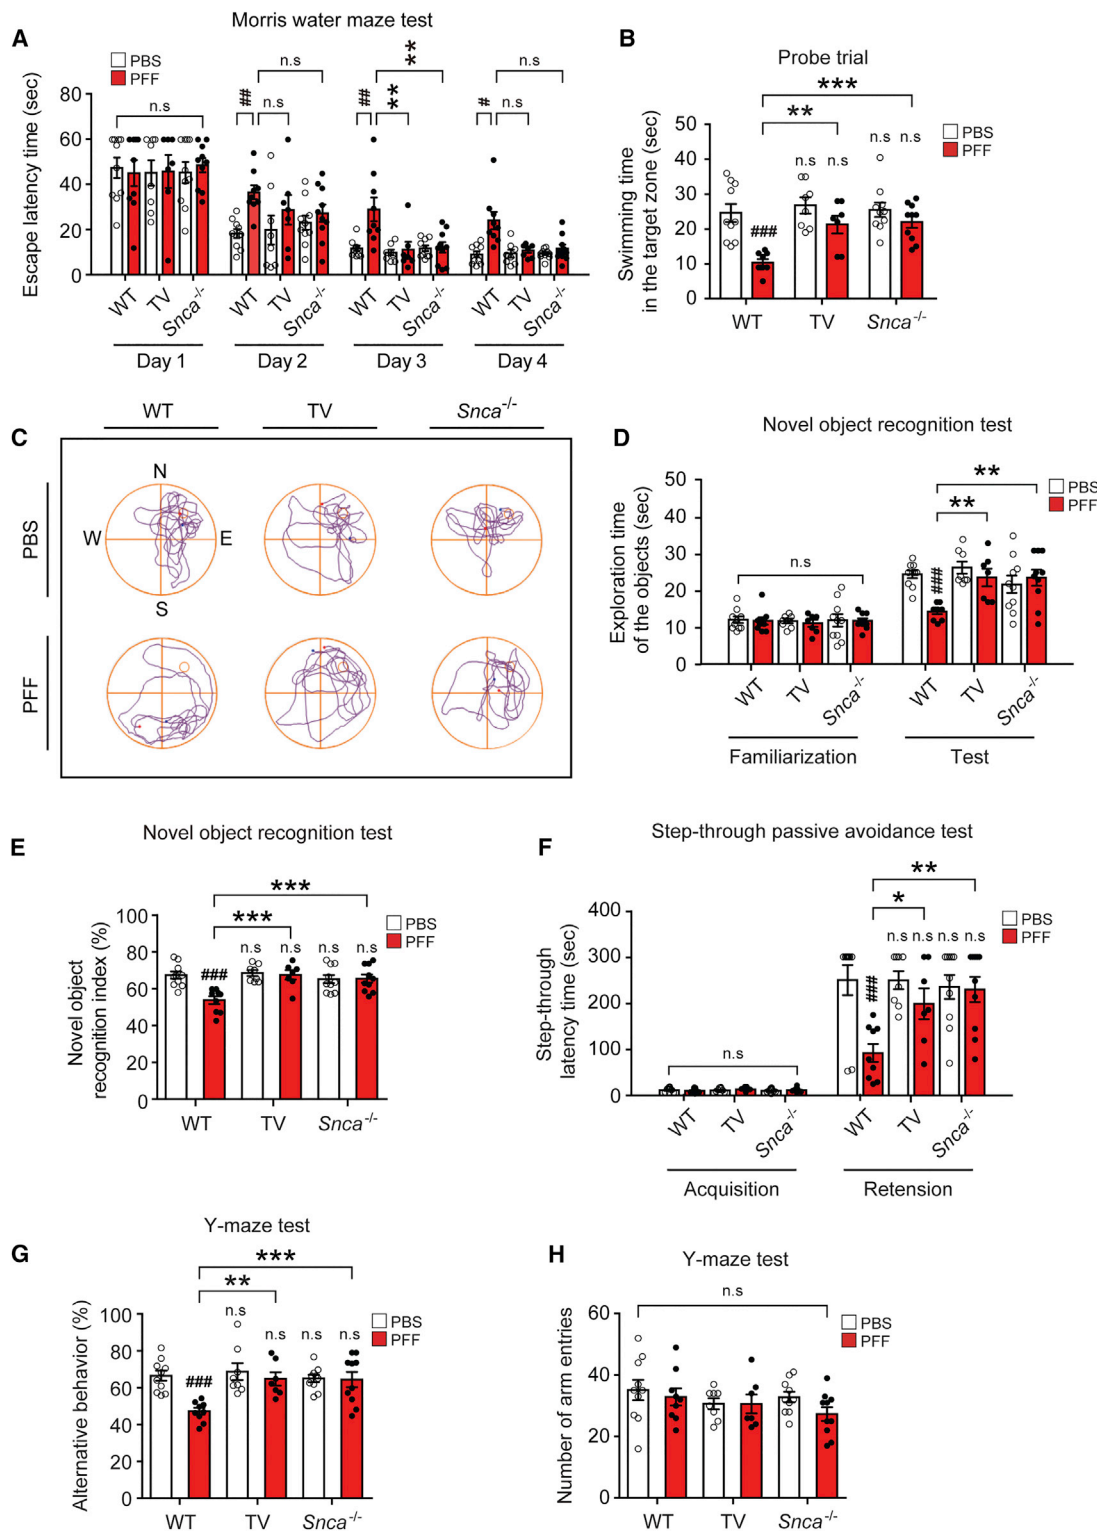 A
Morris water maze test
PBS
PFF
Escape latency time (sec)
80
60
40
20
0
n.s
## n.s
n.s
## **
**
# n.s
n.s
WT TV Snca-/- WT TV Snca-/- WT TV Snca-/- WT TV Snca-/-
Day 1 Day 2 Day 3 Day 4
B
Probe trial
PBS
PFF
Swimming time
in the target zone (sec)
50
40
30
20
10
0
***
**
###
n.s n.s n.s n.s
WT TV Snca-/-
C
WT TV Snca-/-
PBS
PFF
N
W E
S
D
Novel object recognition test
PBS
PFF
Exploration time
of the objects (sec)
50
40
30
20
10
0
n.s
**
**
###
WT TV Snca-/- WT TV Snca-/-
Familiarization Test
E
Novel object recognition test
PBS
PFF
Novel object
recognition index (%)
100
80
60
40
20
0
***
***
###
n.s n.s n.s n.s
WT TV Snca-/-
F
Step-through passive avoidance test
PBS
PFF
Step-through
latency time (sec)
400
300
200
100
0
n.s
**
*
###
n.s n.s n.s n.s
WT TV Snca-/- WT TV Snca-/-
Acquisition Retension
G
Y-maze test
PBS
PFF
Alternative behavior (%)
100
80
60
40
20
0
***
**
###
n.s n.s n.s n.s
WT TV Snca-/-
H
Y-maze test
PBS
PFF
Number of arm entries
60
40
20
0
n.s
WT TV Snca-/-